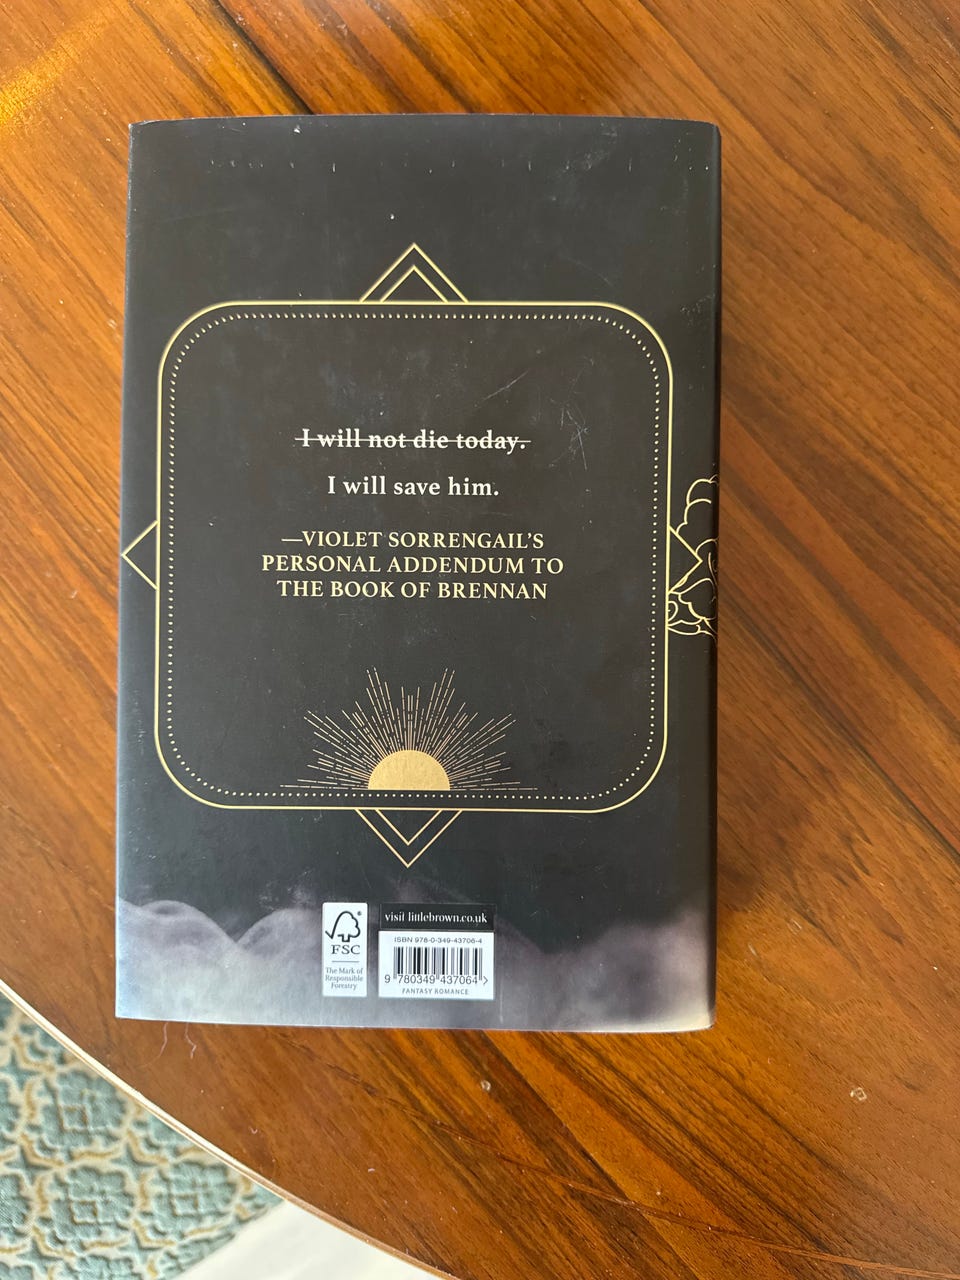 I will not die today.
I will save him.
—VIOLET SORRENGAIL'S
PERSONAL ADDENDUM TO
THE BOOK OF BRENNAN
FSC
The Mark of
Responsible
Forestry
visit littlebrown.co.uk
ISBN 978-0-349-43706-4
9 780349 437064 >
FANTASY ROMANCE